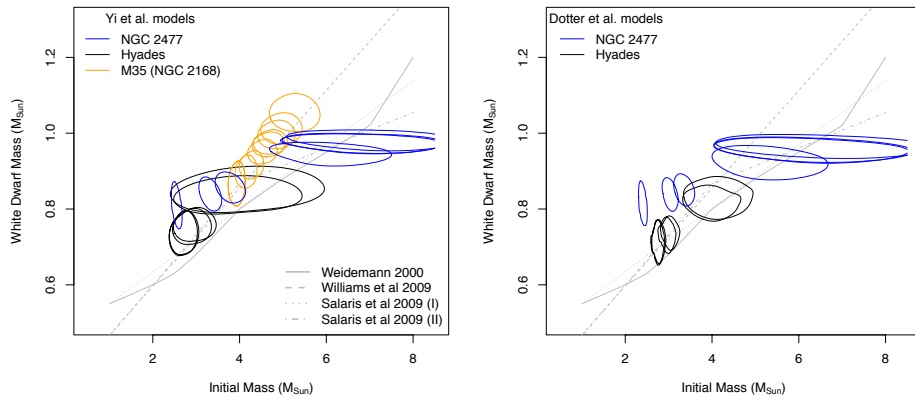 Yi et al. models
NGC 2477
Hyades
M35 (NGC 2168)
Weidemann 2000
Williams et al 2009
Salaris et al 2009 (I)
Salaris et al 2009 (II)
White Dwarf Mass (MSun)
0.6
0.8
1.0
1.2
2
4
6
8
Initial Mass (MSun)
Dotter et al. models
NGC 2477
Hyades
White Dwarf Mass (MSun)
0.6
0.8
1.0
1.2
2
4
6
8
Initial Mass (MSun)